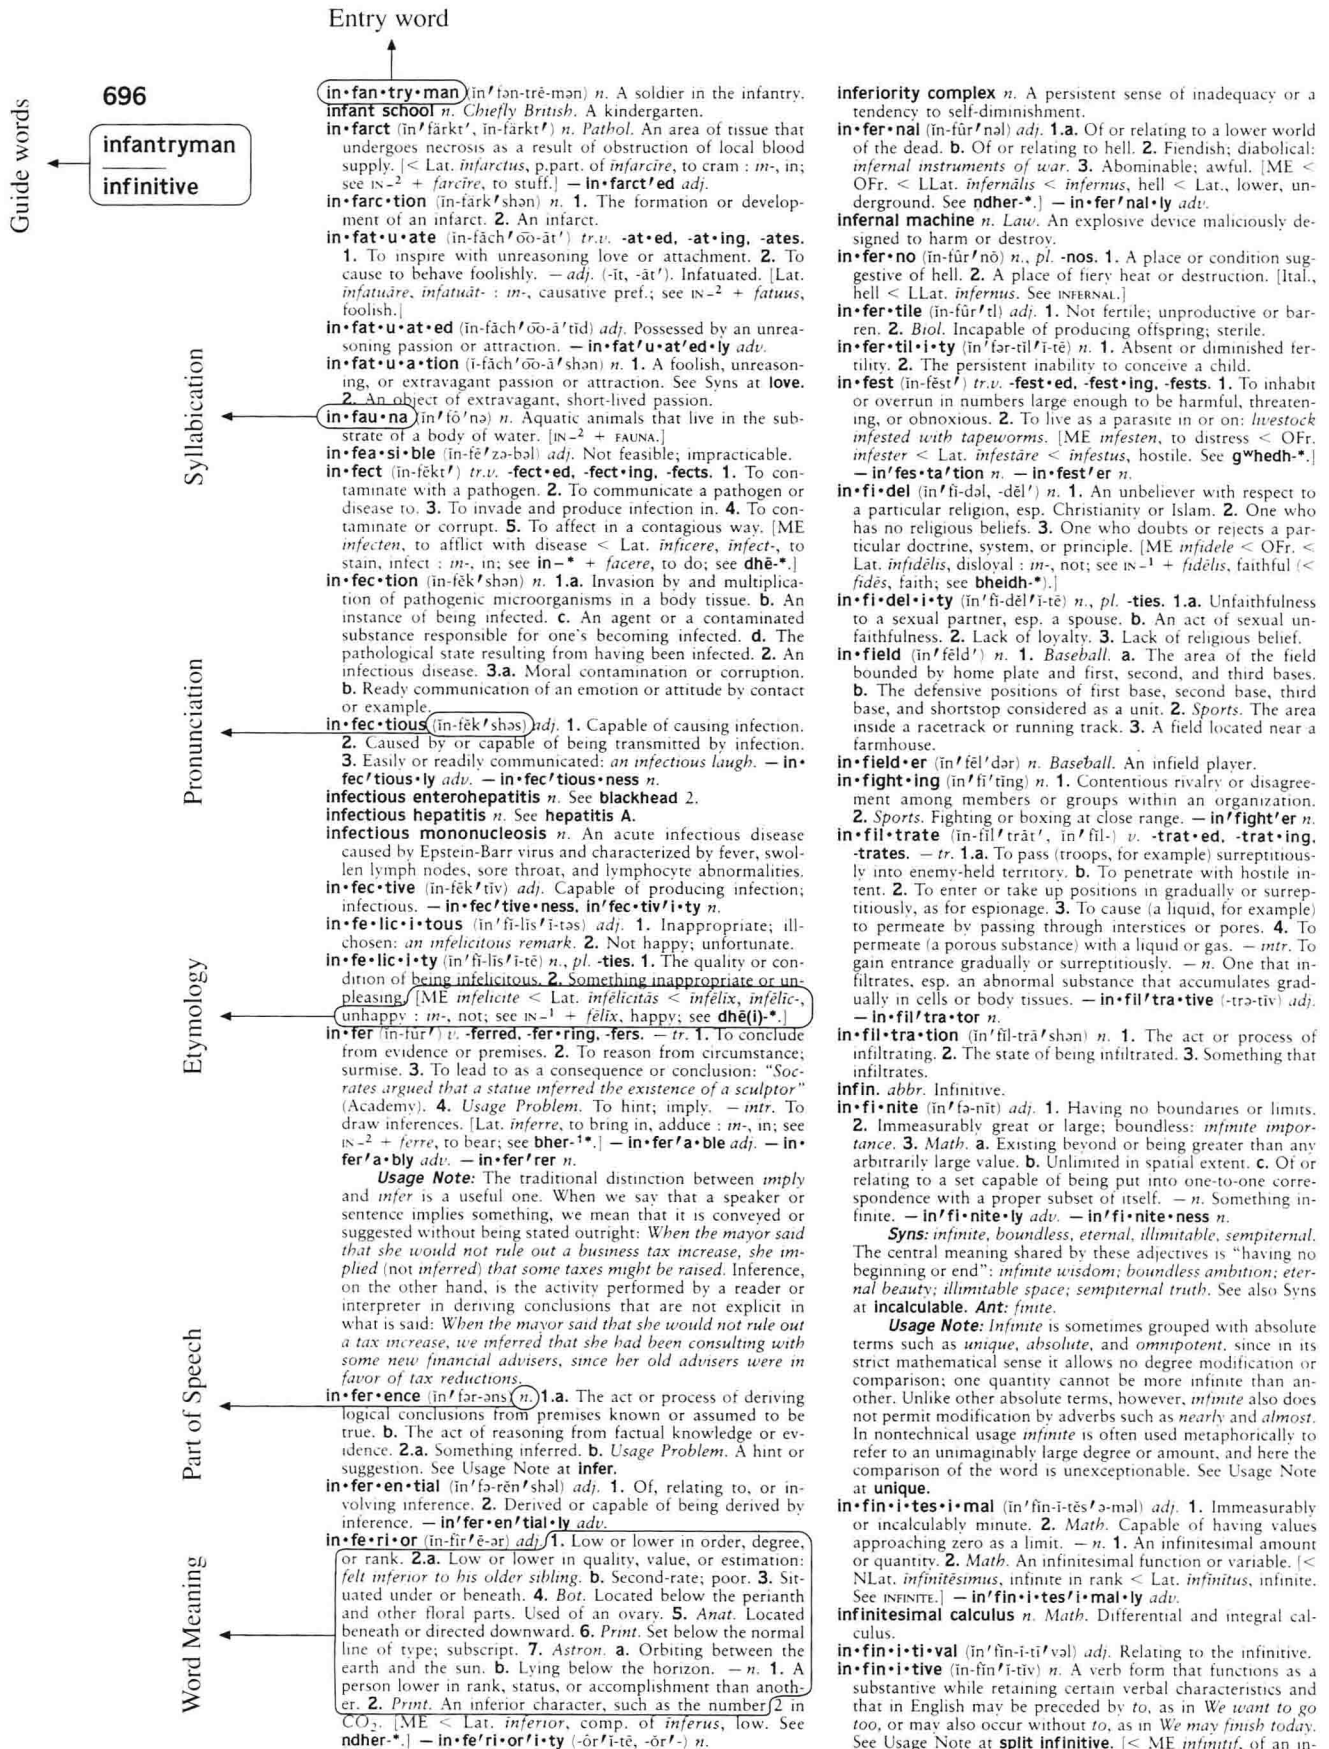 Entry word
Guide words
696
infantryman
infinitive
Syllabication
Pronunciation
Etymology
Part of Speech
Word Meaning
in•fan•try•man (ĭn′fən-trē-mən) n. A soldier in the infantry.
infant school n. Chiefly British. A kindergarten.
in•farct (ĭn′färkt′, ĭn-färkt′) n. Pathol. An area of tissue that
undergoes necrosis as a result of obstruction of local blood
supply. [< Lat. īnfarctus, p.part. of īnfarcīre, to cram : in-, in;
see IN-² + farcīre, to stuff.] — in•farct′ed adj.
in•farc•tion (ĭn-färk′shən) n. 1. The formation or develop-
ment of an infarct. 2. An infarct.
in•fat•u•ate (ĭn-făch′o͞o-āt′) tr.v. -at•ed, -at•ing, -ates.
1. To inspire with unreasoning love or attachment. 2. To
cause to behave foolishly. — adj. (-ĭt, -āt′). Infatuated. [Lat.
īnfatuāre, īnfatuāt- : in-, causative pref.; see IN-² + fatuus,
foolish.]
in•fat•u•at•ed (ĭn-făch′o͞o-ā′tĭd) adj. Possessed by an unrea-
soning passion or attraction. — in•fat′u•at′ed•ly adv.
in•fat•u•a•tion (ĭ-făch′o͞o-ā′shən) n. 1. A foolish, unreason-
ing, or extravagant passion or attraction. See Syns at love.
2. An object of extravagant, short-lived passion.
in•fau•na (ĭn′fô′nə) n. Aquatic animals that live in the sub-
strate of a body of water. [IN-² + FAUNA.]
in•fea•si•ble (ĭn-fē′zə-bəl) adj. Not feasible; impracticable.
in•fect (ĭn-fĕkt′) tr.v. -fect•ed, -fect•ing, -fects. 1. To con-
taminate with a pathogen. 2. To communicate a pathogen or
disease to. 3. To invade and produce infection in. 4. To con-
taminate or corrupt. 5. To affect in a contagious way. [ME
infecten, to afflict with disease < Lat. īnficere, īnfect-, to
stain, infect : in-, in; see in-* + facere, to do; see dhē-*.]
in•fec•tion (ĭn-fĕk′shən) n. 1.a. Invasion by and multiplica-
tion of pathogenic microorganisms in a body tissue. b. An
instance of being infected. c. An agent or a contaminated
substance responsible for one's becoming infected. d. The
pathological state resulting from having been infected. 2. An
infectious disease. 3.a. Moral contamination or corruption.
b. Ready communication of an emotion or attitude by contact
or example.
in•fec•tious (ĭn-fĕk′shəs) adj. 1. Capable of causing infection.
2. Caused by or capable of being transmitted by infection.
3. Easily or readily communicated: an infectious laugh. — in•
fec′tious•ly adv. — in•fec′tious•ness n.
infectious enterohepatitis n. See blackhead 2.
infectious hepatitis n. See hepatitis A.
infectious mononucleosis n. An acute infectious disease
caused by Epstein-Barr virus and characterized by fever, swol-
len lymph nodes, sore throat, and lymphocyte abnormalities.
in•fec•tive (ĭn-fĕk′tĭv) adj. Capable of producing infection;
infectious. — in•fec′tive•ness, in′fec•tiv′i•ty n.
in•fe•lic•i•tous (ĭn′fĭ-lĭs′ĭ-təs) adj. 1. Inappropriate; ill-
chosen: an infelicitous remark. 2. Not happy; unfortunate.
in•fe•lic•i•ty (ĭn′fĭ-lĭs′ĭ-tē) n., pl. -ties. 1. The quality or con-
dition of being infelicitous. 2. Something inappropriate or un-
pleasing. [ME infelicite < Lat. īnfēlīcitās < īnfēlīx, īnfēlīc-,
unhappy : in-, not; see IN-¹ + fēlīx, happy; see dhē(i)-*.]
in•fer (ĭn-fûr′) v. -ferred, -fer•ring, -fers. — tr. 1. To conclude
from evidence or premises. 2. To reason from circumstance;
surmise. 3. To lead to as a consequence or conclusion: "Soc-
rates argued that a statue inferred the existence of a sculptor"
(Academy). 4. Usage Problem. To hint; imply. — intr. To
draw inferences. [Lat. īnferre, to bring in, adduce : in-, in; see
IN-² + ferre, to bear; see bher-¹*.] — in•fer′a•ble adj. — in•
fer′a•bly adv. — in•fer′rer n.
Usage Note: The traditional distinction between imply
and infer is a useful one. When we say that a speaker or
sentence implies something, we mean that it is conveyed or
suggested without being stated outright: When the mayor said
that she would not rule out a business tax increase, she im-
plied (not inferred) that some taxes might be raised. Inference,
on the other hand, is the activity performed by a reader or
interpreter in deriving conclusions that are not explicit in
what is said: When the mayor said that she would not rule out
a tax increase, we inferred that she had been consulting with
some new financial advisers, since her old advisers were in
favor of tax reductions.
in•fer•ence (ĭn′fər-əns) n. 1.a. The act or process of deriving
logical conclusions from premises known or assumed to be
true. b. The act of reasoning from factual knowledge or ev-
idence. 2.a. Something inferred. b. Usage Problem. A hint or
suggestion. See Usage Note at infer.
in•fer•en•tial (ĭn′fə-rĕn′shəl) adj. 1. Of, relating to, or in-
volving inference. 2. Derived or capable of being derived by
inference. — in′fer•en′tial•ly adv.
in•fe•ri•or (ĭn-fîr′ē-ər) adj. 1. Low or lower in order, degree,
or rank. 2.a. Low or lower in quality, value, or estimation:
felt inferior to his older sibling. b. Second-rate; poor. 3. Sit-
uated under or beneath. 4. Bot. Located below the perianth
and other floral parts. Used of an ovary. 5. Anat. Located
beneath or directed downward. 6. Print. Set below the normal
line of type; subscript. 7. Astron. a. Orbiting between the
earth and the sun. b. Lying below the horizon. — n. 1. A
person lower in rank, status, or accomplishment than anoth-
er. 2. Print. An inferior character, such as the number 2 in
CO₂. [ME < Lat. īnferior, comp. of īnferus, low. See
ndher-*.] — in•fe′ri•or′i•ty (-ôr′ĭ-tē, -ŏr′-) n.
inferiority complex n. A persistent sense of inadequacy or a
tendency to self-diminishment.
in•fer•nal (ĭn-fûr′nəl) adj. 1.a. Of or relating to a lower world
of the dead. b. Of or relating to hell. 2. Fiendish; diabolical:
infernal instruments of war. 3. Abominable; awful. [ME <
OFr. < LLat. īnfernālis < īnfernus, hell < Lat., lower, un-
derground. See ndher-*.] — in•fer′nal•ly adv.
infernal machine n. Law. An explosive device maliciously de-
signed to harm or destroy.
in•fer•no (ĭn-fûr′nō) n., pl. -nos. 1. A place or condition sug-
gestive of hell. 2. A place of fiery heat or destruction. [Ital.,
hell < LLat. īnfernus. See INFERNAL.]
in•fer•tile (ĭn-fûr′tl) adj. 1. Not fertile; unproductive or bar-
ren. 2. Biol. Incapable of producing offspring; sterile.
in•fer•til•i•ty (ĭn′fər-tĭl′ĭ-tē) n. 1. Absent or diminished fer-
tility. 2. The persistent inability to conceive a child.
in•fest (ĭn-fĕst′) tr.v. -fest•ed, -fest•ing, -fests. 1. To inhabit
or overrun in numbers large enough to be harmful, threaten-
ing, or obnoxious. 2. To live as a parasite in or on: livestock
infested with tapeworms. [ME infesten, to distress < OFr.
infester < Lat. īnfestāre < īnfestus, hostile. See gʷhedh-*.]
— in′fes•ta′tion n. — in•fest′er n.
in•fi•del (ĭn′fĭ-dəl, -dĕl′) n. 1. An unbeliever with respect to
a particular religion, esp. Christianity or Islam. 2. One who
has no religious beliefs. 3. One who doubts or rejects a par-
ticular doctrine, system, or principle. [ME infidele < OFr. <
Lat. īnfidēlis, disloyal : in-, not; see IN-¹ + fidēlis, faithful (<
fidēs, faith; see bheidh-*).]
in•fi•del•i•ty (ĭn′fĭ-dĕl′ĭ-tē) n., pl. -ties. 1.a. Unfaithfulness
to a sexual partner, esp. a spouse. b. An act of sexual un-
faithfulness. 2. Lack of loyalty. 3. Lack of religious belief.
in•field (ĭn′fēld′) n. 1. Baseball. a. The area of the field
bounded by home plate and first, second, and third bases.
b. The defensive positions of first base, second base, third
base, and shortstop considered as a unit. 2. Sports. The area
inside a racetrack or running track. 3. A field located near a
farmhouse.
in•field•er (ĭn′fēl′dər) n. Baseball. An infield player.
in•fight•ing (ĭn′fī′tĭng) n. 1. Contentious rivalry or disagree-
ment among members or groups within an organization.
2. Sports. Fighting or boxing at close range. — in′fight′er n.
in•fil•trate (ĭn-fĭl′trāt′, ĭn′fĭl-) v. -trat•ed, -trat•ing,
-trates. — tr. 1.a. To pass (troops, for example) surreptitious-
ly into enemy-held territory. b. To penetrate with hostile in-
tent. 2. To enter or take up positions in gradually or surrep-
titiously, as for espionage. 3. To cause (a liquid, for example)
to permeate by passing through interstices or pores. 4. To
permeate (a porous substance) with a liquid or gas. — intr. To
gain entrance gradually or surreptitiously. — n. One that in-
filtrates, esp. an abnormal substance that accumulates grad-
ually in cells or body tissues. — in•fil′tra•tive (-trə-tĭv) adj.
— in•fil′tra•tor n.
in•fil•tra•tion (ĭn′fĭl-trā′shən) n. 1. The act or process of
infiltrating. 2. The state of being infiltrated. 3. Something that
infiltrates.
infin. abbr. Infinitive.
in•fi•nite (ĭn′fə-nĭt) adj. 1. Having no boundaries or limits.
2. Immeasurably great or large; boundless: infinite impor-
tance. 3. Math. a. Existing beyond or being greater than any
arbitrarily large value. b. Unlimited in spatial extent. c. Of or
relating to a set capable of being put into one-to-one corre-
spondence with a proper subset of itself. — n. Something in-
finite. — in′fi•nite•ly adv. — in′fi•nite•ness n.
Syns: infinite, boundless, eternal, illimitable, sempiternal.
The central meaning shared by these adjectives is "having no
beginning or end": infinite wisdom; boundless ambition; eter-
nal beauty; illimitable space; sempiternal truth. See also Syns
at incalculable. Ant: finite.
Usage Note: Infinite is sometimes grouped with absolute
terms such as unique, absolute, and omnipotent, since in its
strict mathematical sense it allows no degree modification or
comparison; one quantity cannot be more infinite than an-
other. Unlike other absolute terms, however, infinite also does
not permit modification by adverbs such as nearly and almost.
In nontechnical usage infinite is often used metaphorically to
refer to an unimaginably large degree or amount, and here the
comparison of the word is unexceptionable. See Usage Note
at unique.
in•fin•i•tes•i•mal (ĭn′fĭn-ĭ-tĕs′ə-məl) adj. 1. Immeasurably
or incalculably minute. 2. Math. Capable of having values
approaching zero as a limit. — n. 1. An infinitesimal amount
or quantity. 2. Math. An infinitesimal function or variable. [<
NLat. īnfīnītēsimus, infinite in rank < Lat. īnfīnītus, infinite.
See INFINITE.] — in′fin•i•tes′i•mal•ly adv.
infinitesimal calculus n. Math. Differential and integral cal-
culus.
in•fin•i•ti•val (ĭn′fĭn-ĭ-tī′vəl) adj. Relating to the infinitive.
in•fin•i•tive (ĭn-fĭn′ĭ-tĭv) n. A verb form that functions as a
substantive while retaining certain verbal characteristics and
that in English may be preceded by to, as in We want to go
too, or may also occur without to, as in We may finish today.
See Usage Note at split infinitive. [< ME infinitif, of an in-